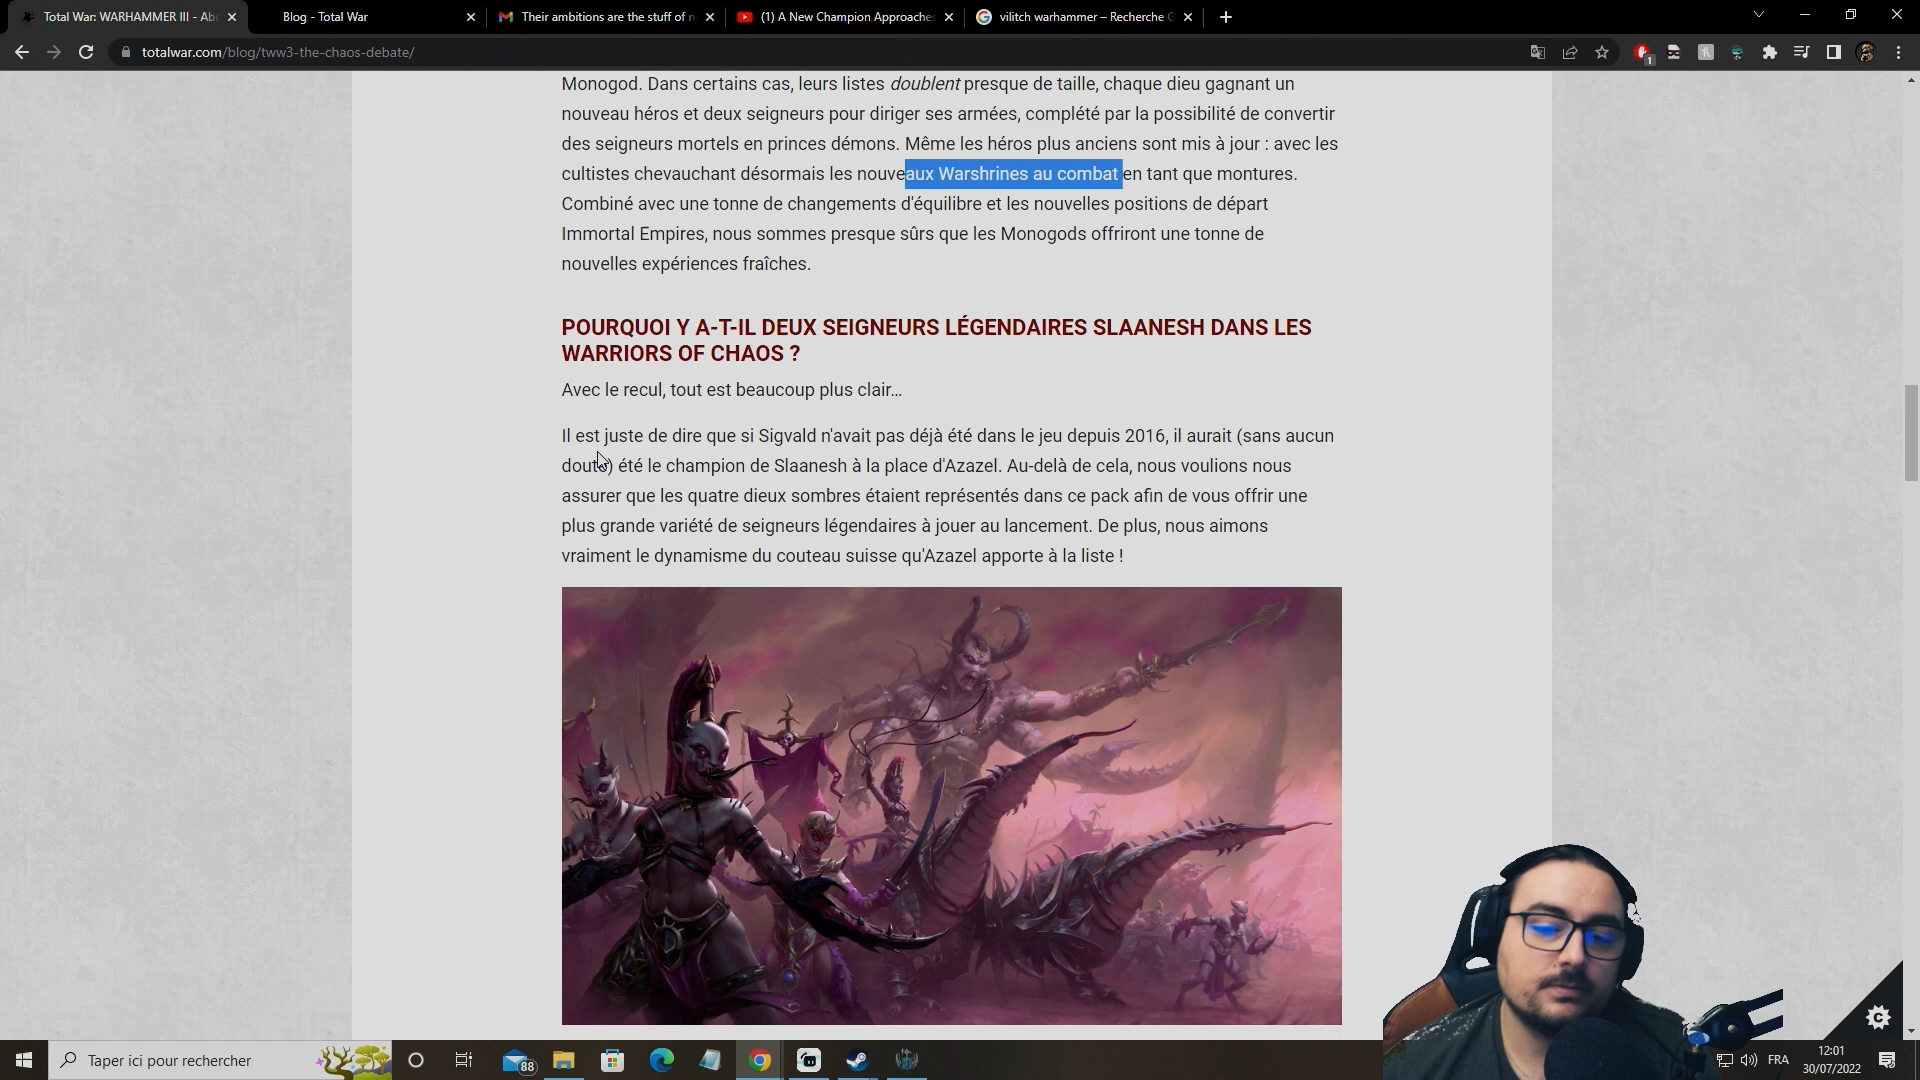 Total War: WARHAMMER III - Abo
Blog - Total War
Their ambitions are the stuff of n
(1) A New Champion Approaches
vilitch warhammer – Recherche G
totalwar.com/blog/tww3-the-chaos-debate/
1
Monogod. Dans certains cas, leurs listes doublent presque de taille, chaque dieu gagnant un
nouveau héros et deux seigneurs pour diriger ses armées, complété par la possibilité de convertir
des seigneurs mortels en princes démons. Même les héros plus anciens sont mis à jour : avec les
cultistes chevauchant désormais les nouveaux Warshrines au combat en tant que montures.
Combiné avec une tonne de changements d'équilibre et les nouvelles positions de départ
Immortal Empires, nous sommes presque sûrs que les Monogods offriront une tonne de
nouvelles expériences fraîches.
POURQUOI Y A-T-IL DEUX SEIGNEURS LÉGENDAIRES SLAANESH DANS LES
WARRIORS OF CHAOS ?
Avec le recul, tout est beaucoup plus clair…
Il est juste de dire que si Sigvald n'avait pas déjà été dans le jeu depuis 2016, il aurait (sans aucun
doute) été le champion de Slaanesh à la place d'Azazel. Au-delà de cela, nous voulions nous
assurer que les quatre dieux sombres étaient représentés dans ce pack afin de vous offrir une
plus grande variété de seigneurs légendaires à jouer au lancement. De plus, nous aimons
vraiment le dynamisme du couteau suisse qu'Azazel apporte à la liste !
Taper ici pour rechercher
88
FRA
12:01
30/07/2022